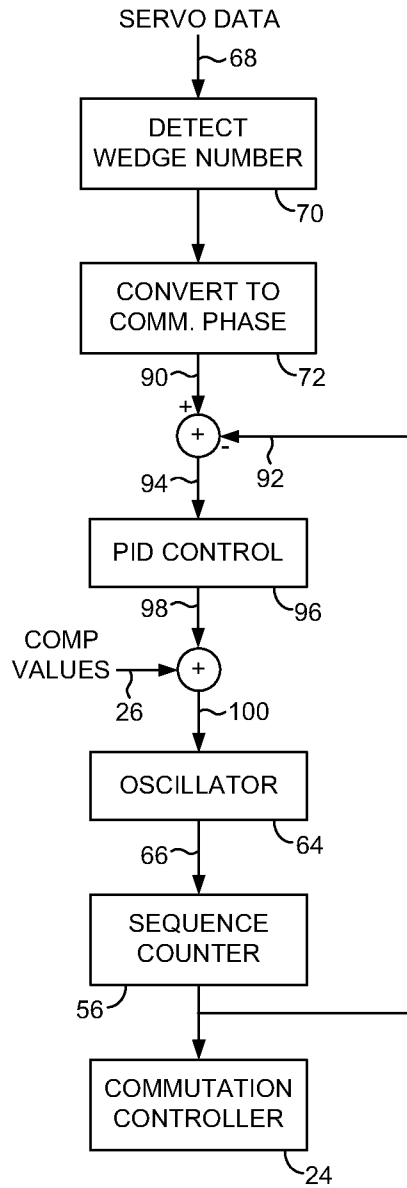 SERVO DATA
68
DETECT
WEDGE NUMBER
70
CONVERT TO
COMM. PHASE
90
72
+
+
-
94
92
PID CONTROL
98
96
COMP
VALUES
+
26
100
OSCILLATOR
66
64
SEQUENCE
COUNTER
56
COMMUTATION
CONTROLLER
24